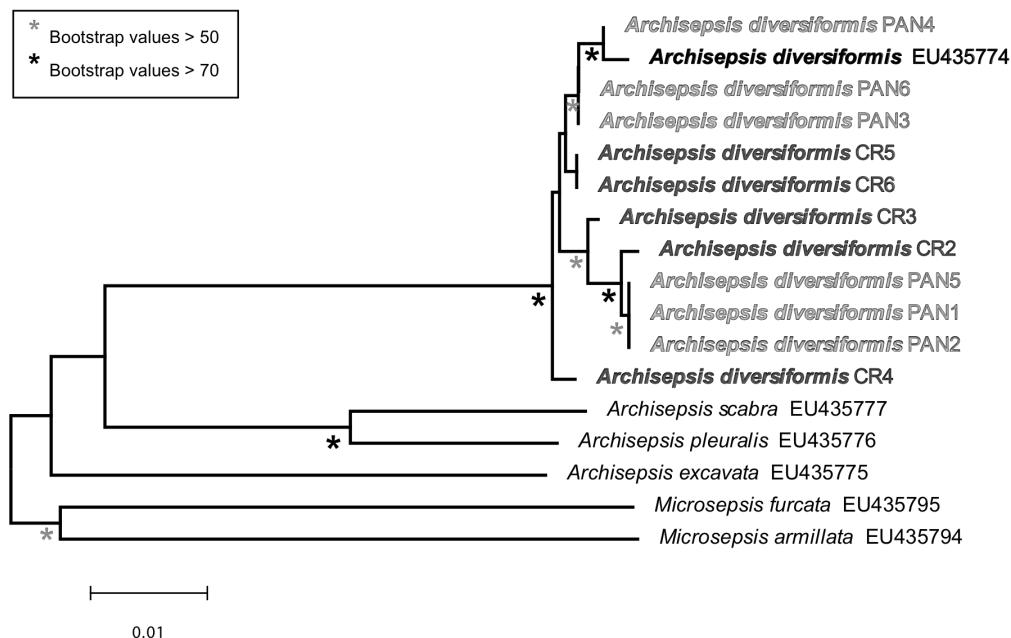 * Bootstrap values > 50
* Bootstrap values > 70
Archisepsis diversiformis PAN4
Archisepsis diversiformis EU435774
Archisepsis diversiformis PAN6
Archisepsis diversiformis PAN3
Archisepsis diversiformis CR5
Archisepsis diversiformis CR6
Archisepsis diversiformis CR3
Archisepsis diversiformis CR2
Archisepsis diversiformis PAN5
Archisepsis diversiformis PAN1
Archisepsis diversiformis PAN2
Archisepsis diversiformis CR4
Archisepsis scabra EU435777
Archisepsis pleuralis EU435776
Archisepsis excavata EU435775
Microsepsis furcata EU435795
Microsepsis armillata EU435794
0.01